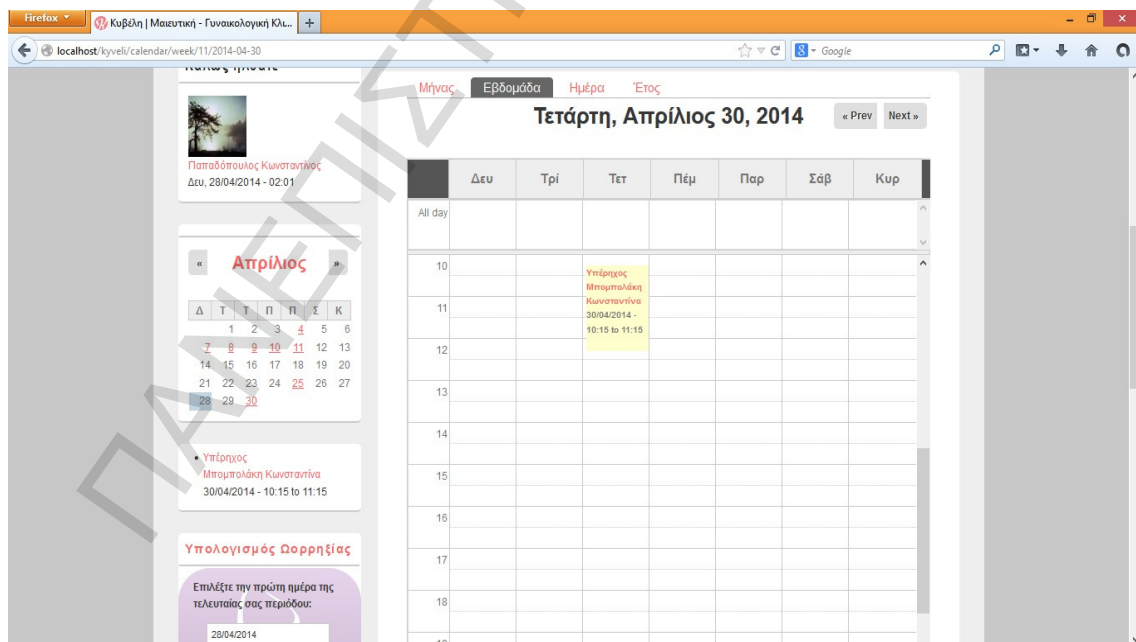 Firefox
Κυβέλη | Μαιευτική - Γυναικολογική Κλι...
localhost/kyveli/calendar/week/11/2014-04-30
Google
Καλώς ήλθατε
Παπαδόπουλος Κωνσταντίνος
Δευ, 28/04/2014 - 02:01
« Απρίλιος »
Δ Τ Τ Π Π Σ Κ
1 2 3 4 5 6
7 8 9 10 11 12 13
14 15 16 17 18 19 20
21 22 23 24 25 26 27
28 29 30
Υπέρηχος
Μπομπολάκη Κωνσταντίνα
30/04/2014 - 10:15 to 11:15
Υπολογισμός Ωορρηξίας
Επιλέξτε την πρώτη ημέρα της
τελευταίας σας περιόδου:
28/04/2014
Μήνας Εβδομάδα Ημέρα Έτος
Τετάρτη, Απρίλιος 30, 2014
« Prev Next »
Δευ Τρί Τετ Πέμ Παρ Σάβ Κυρ
All day
10
Υπέρηχος
Μπομπολάκη
Κωνσταντίνα
30/04/2014 -
10:15 to 11:15
11
12
13
14
15
16
17
18
ΠΑΝΕΠΙΣΤ